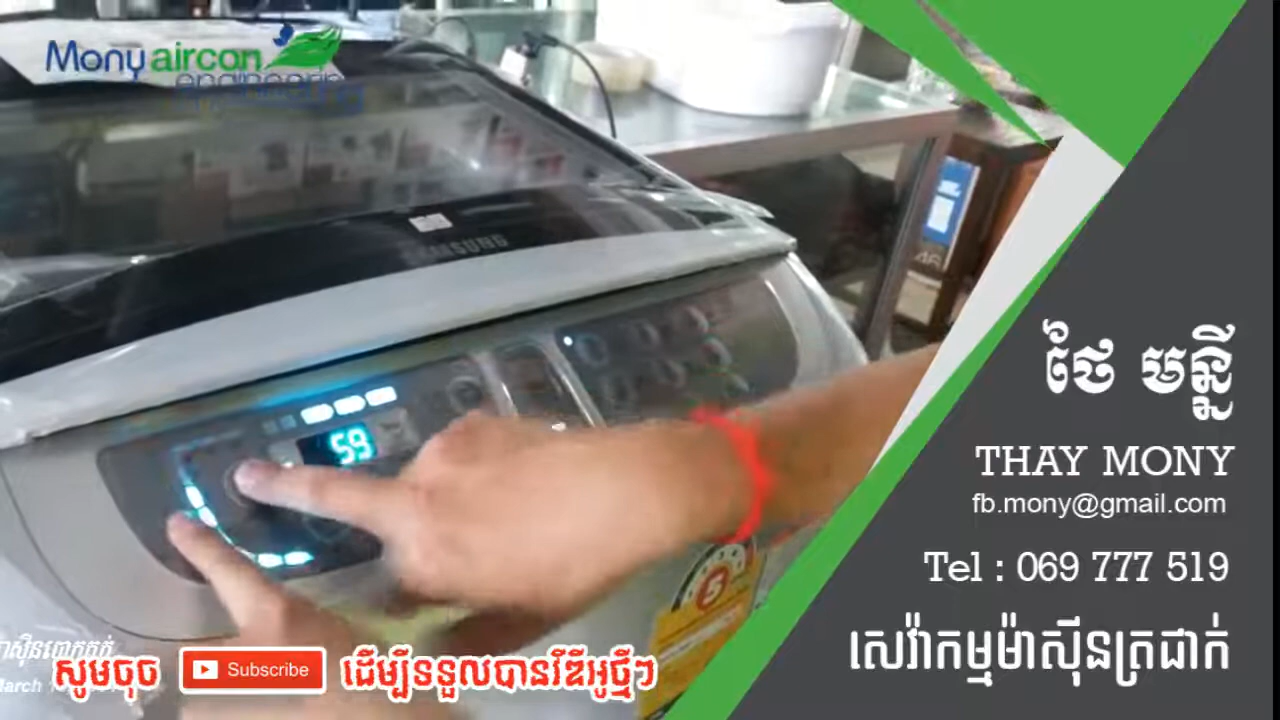 Mony aircon
engineering
SAMSUNG
59
5
ថៃ មន្នី
THAY MONY
fb.mony@gmail.com
Tel : 069 777 519
សេវ៉ាកម្មម៉ាស៊ីនត្រជាក់
សូមចុច Subscribe ដើម្បីទទួលបានវីឌីអូថ្មីៗ